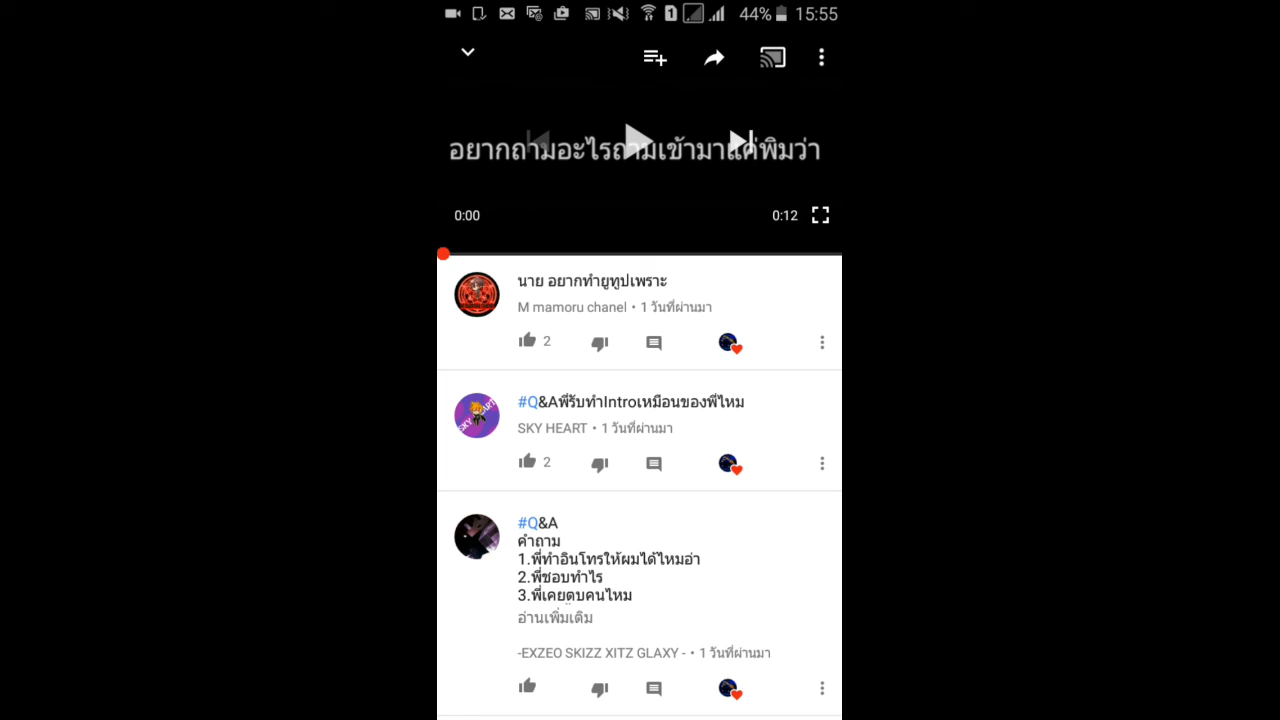 1 44% 15:55
อยากถามอะไรถามเข้ามาแค่พิมว่า
0:00 0:12
นาย อยากทำยูทูปเพราะ
M mamoru chanel • 1 วันที่ผ่านมา
2
#Q&Aพี่รับทำIntroเหมือนของพี่ไหม
SKY HEART • 1 วันที่ผ่านมา
2
#Q&A
คำถาม
1.พี่ทำอินโทรให้ผมได้ไหมอ่า
2.พี่ชอบทำไร
3.พี่เคยตบคนไหม
อ่านเพิ่มเติม
-EXZEO SKIZZ XITZ GLAXY - • 1 วันที่ผ่านมา